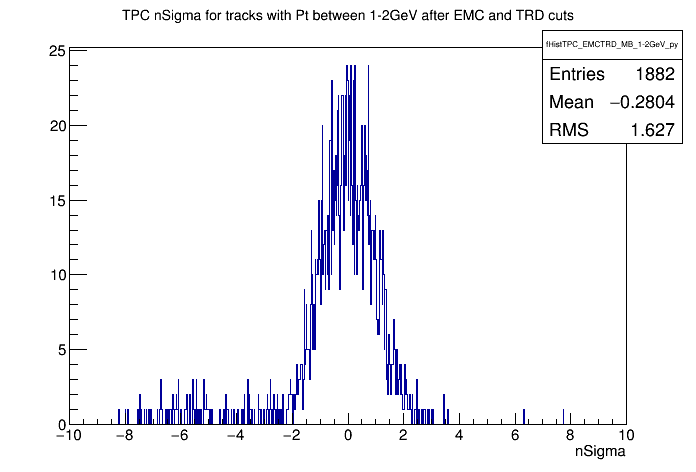 TPC nSigma for tracks with Pt between 1-2GeV after EMC and TRD cuts
fHistTPC_EMCTRD_MB_1-2GeV_py
Entries 1882
Mean −0.2804
RMS 1.627
25
20
15
10
5
0
−10 −8 −6 −4 −2 0 2 4 6 8 10
nSigma